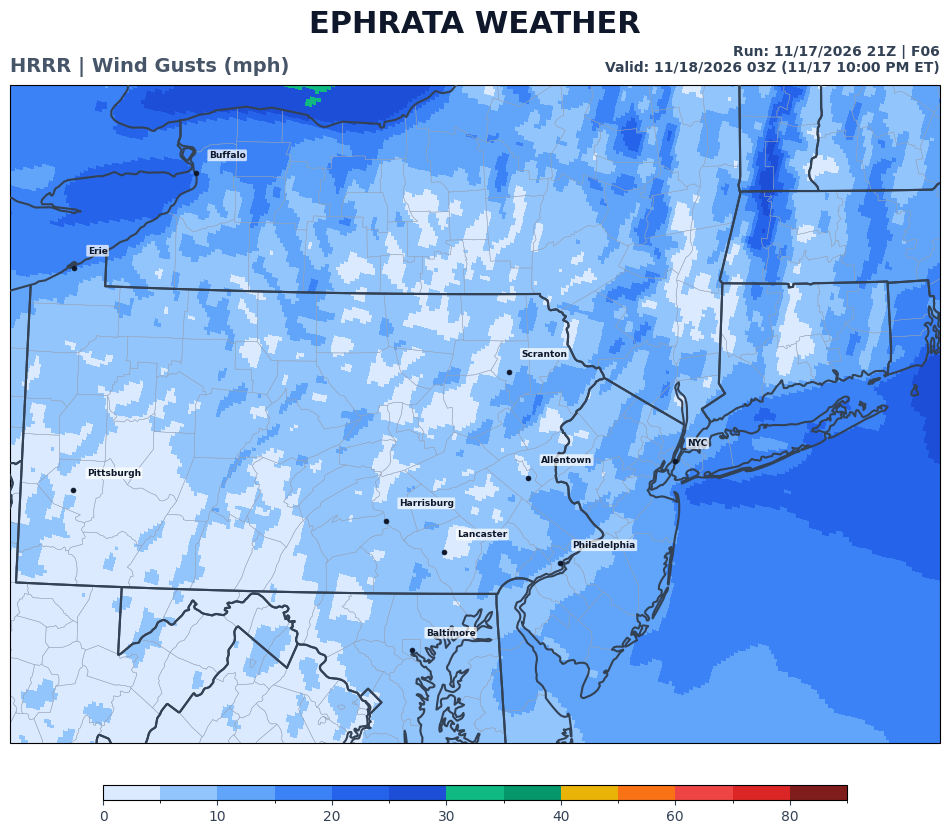 EPHRATA WEATHER
HRRR | Wind Gusts (mph)
Run: 11/17/2026 21Z | F06
Valid: 11/18/2026 03Z (11/17 10:00 PM ET)
Buffalo
Erie
Scranton
NYC
Allentown
Pittsburgh
Harrisburg
Lancaster
Philadelphia
Baltimore
0 10 20 30 40 50 60 70 80